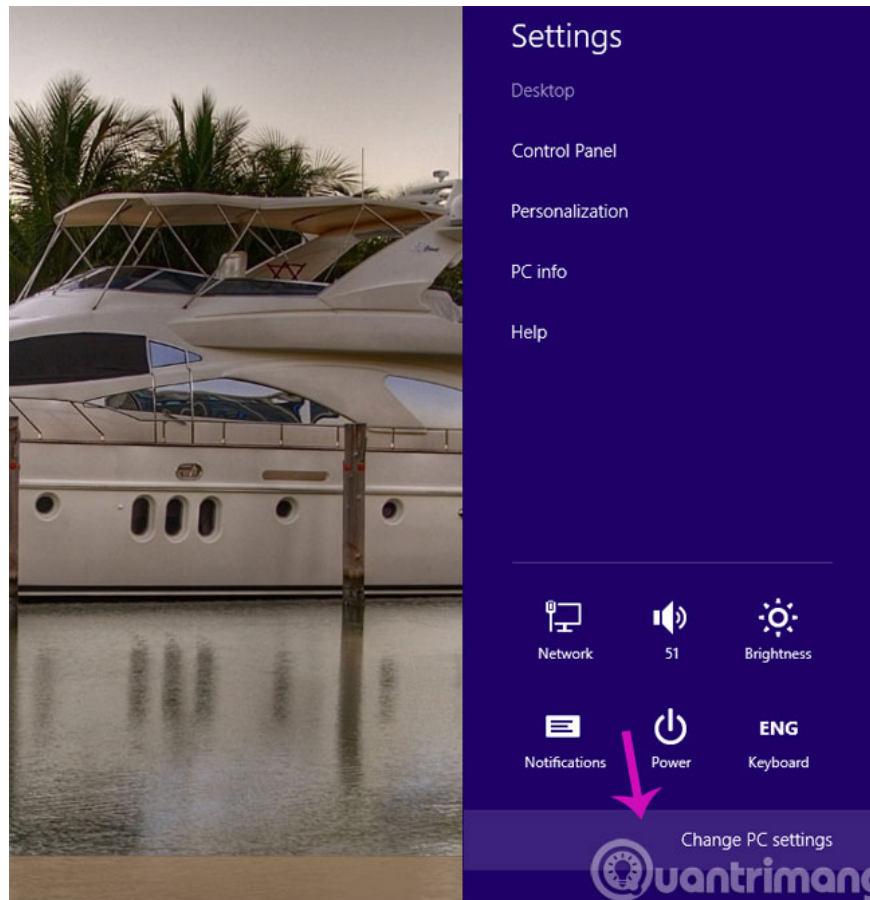 Settings
Desktop
Control Panel
Personalization
PC info
Help
Network
51
Brightness
Notifications
Power
ENG
Keyboard
Change PC settings
Quantrimang